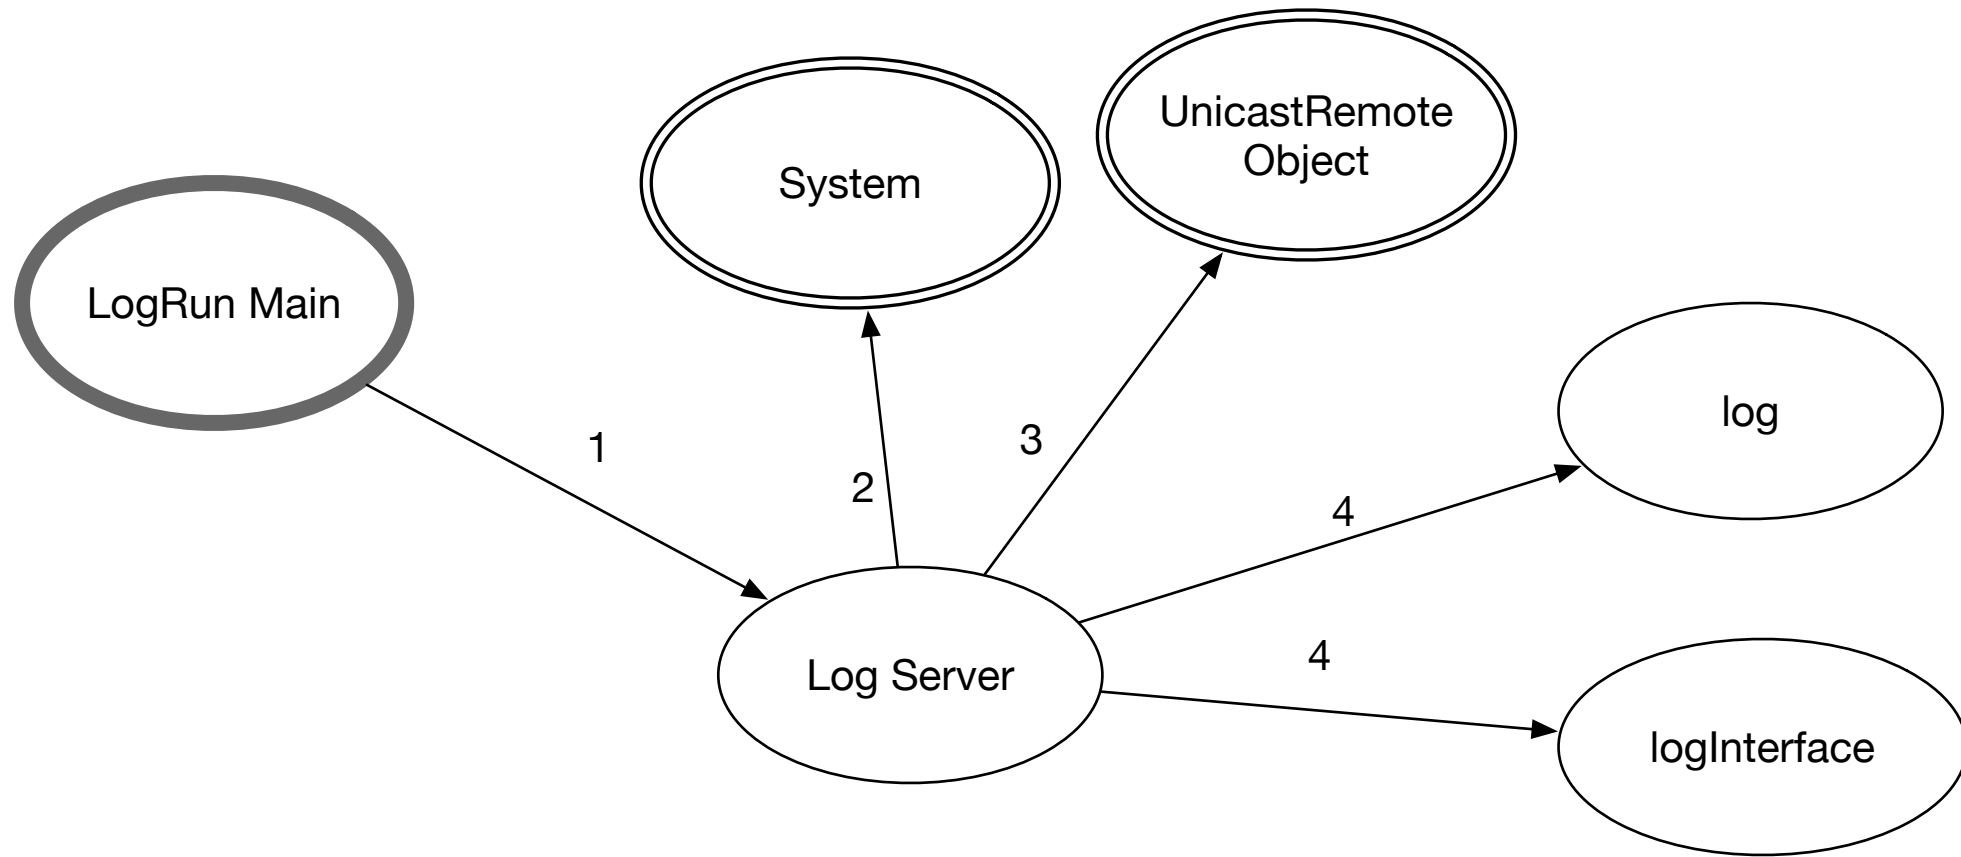 UnicastRemote
Object
System
LogRun Main
log
1
3
2
4
4
Log Server
logInterface